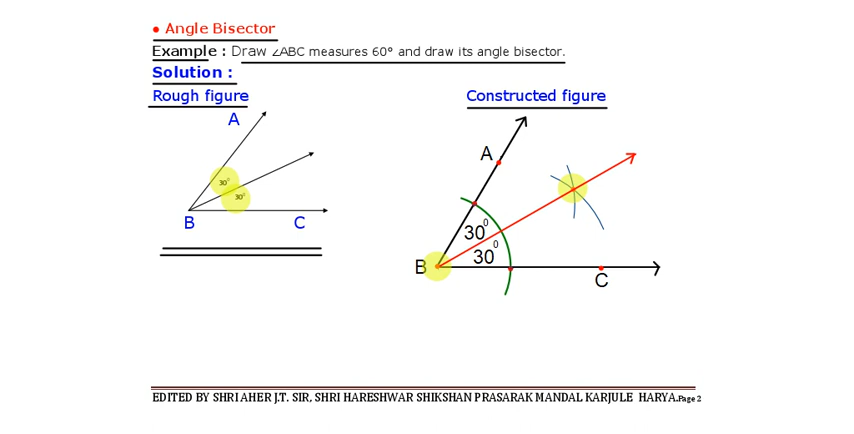 • Angle Bisector
Example : Draw ∠ABC measures 60° and draw its angle bisector.
Solution :
Rough figure
Constructed figure
A
30°
30°
B
C
A
30⁰
30⁰
B
C
EDITED BY SHRI AHER J.T. SIR, SHRI HARESHWAR SHIKSHAN PRASARAK MANDAL KARJULE HARYA.Page 2